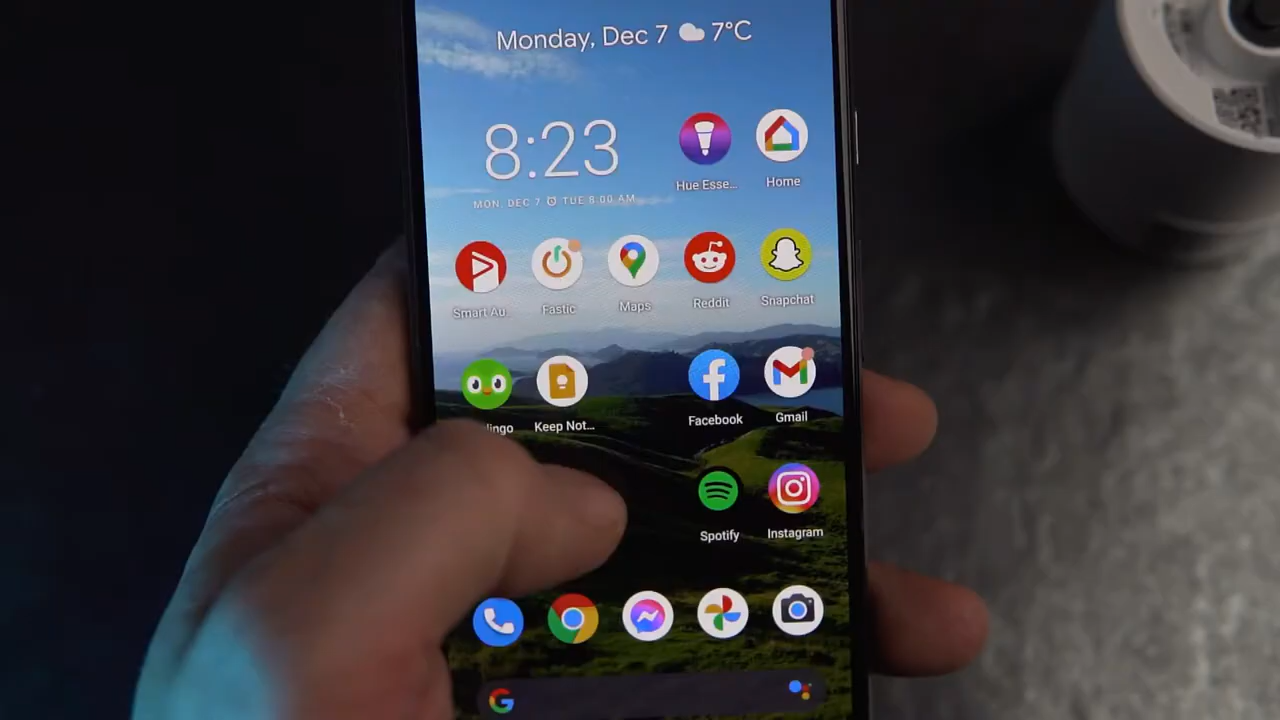 Monday, Dec 7 7°C
8:23
MON, DEC 7 TUE 8:00 AM
Hue Esse...
Home
Smart Au...
Fastic
Maps
Reddit
Snapchat
lingo
Keep Not...
Facebook
Gmail
Spotify
Instagram
G